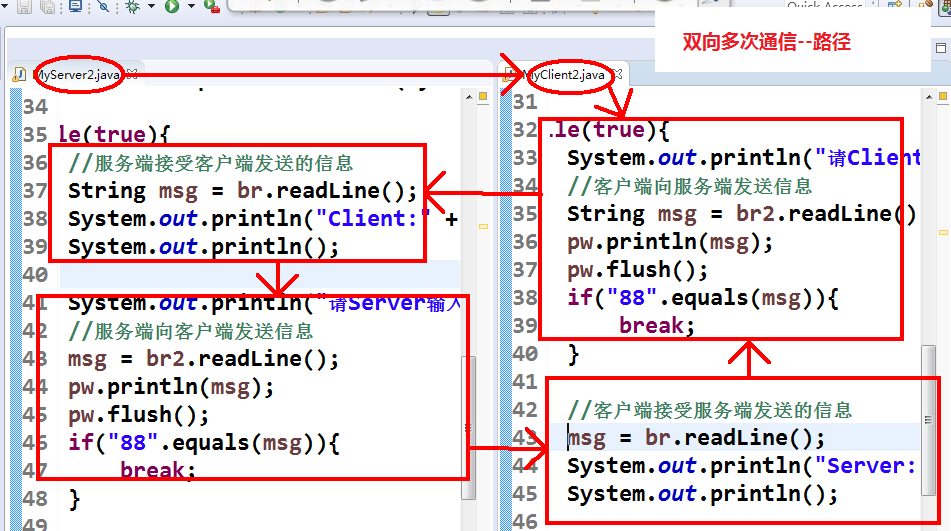 Quick Access
双向多次通信--路径
MyServer2.java
34
35 le(true){
36 //服务端接受客户端发送的信息
37 String msg = br.readLine();
38 System.out.println("Client:" +
39 System.out.println();
40
41 System.out.println("请Server输入
42 //服务端向客户端发送信息
43 msg = br2.readLine();
44 pw.println(msg);
45 pw.flush();
46 if("88".equals(msg)){
47 break;
48 }
49
MyClient2.java
31
32 le(true){
33 System.out.println("请Client
34 //客户端向服务端发送信息
35 String msg = br2.readLine()
36 pw.println(msg);
37 pw.flush();
38 if("88".equals(msg)){
39 break;
40 }
41
42 //客户端接受服务端发送的信息
43 msg = br.readLine();
44 System.out.println("Server:
45 System.out.println();
46